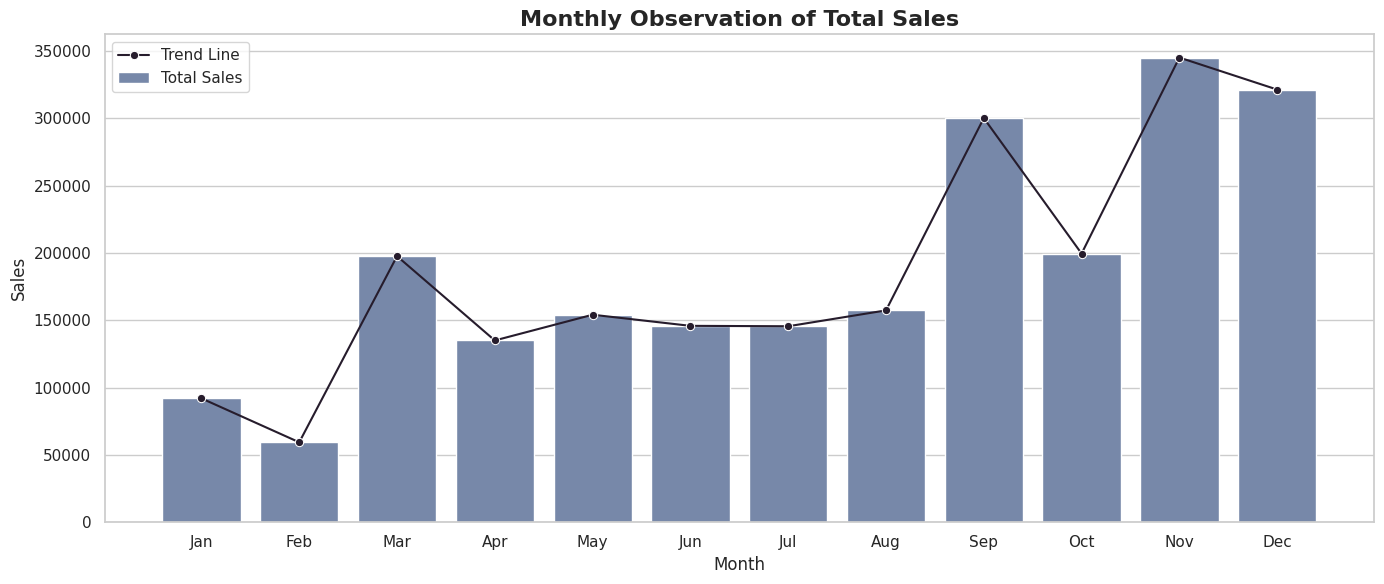 Monthly Observation of Total Sales
Trend Line
Total Sales
350000
300000
250000
200000
150000
100000
50000
0
Sales
Jan Feb Mar Apr May Jun Jul Aug Sep Oct Nov Dec
Month